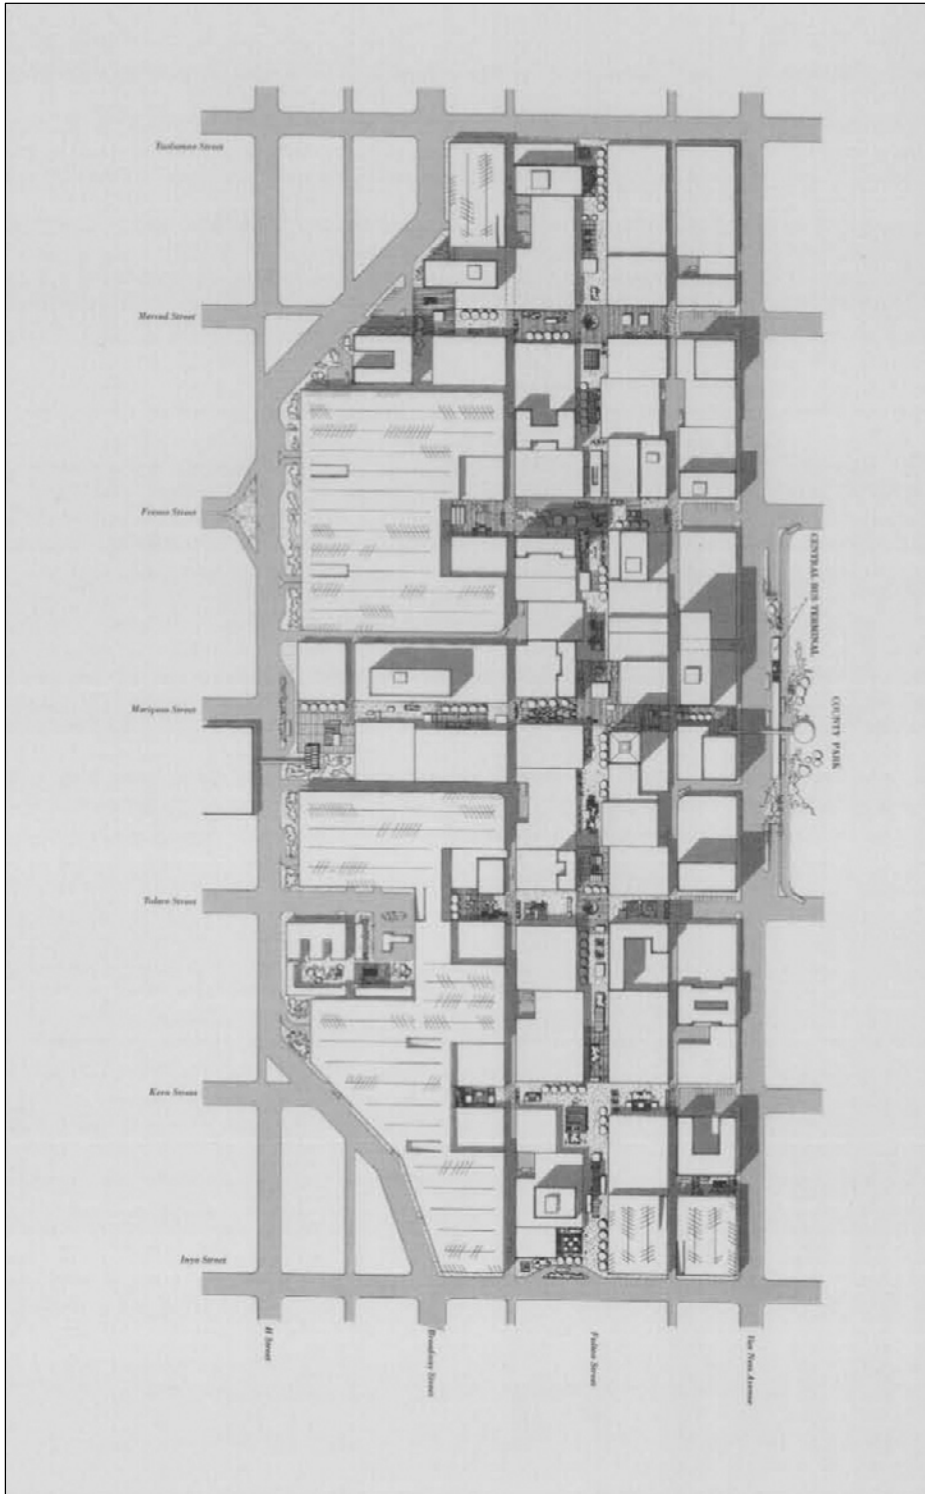 Tuolumne Street
Merced Street
Fresno Street
CENTRAL BUS TERMINAL
COUNTY PARK
Mariposa Street
Tulare Street
Kern Street
Inyo Street
H Street
Broadway Street
Fulton Street
Van Ness Avenue